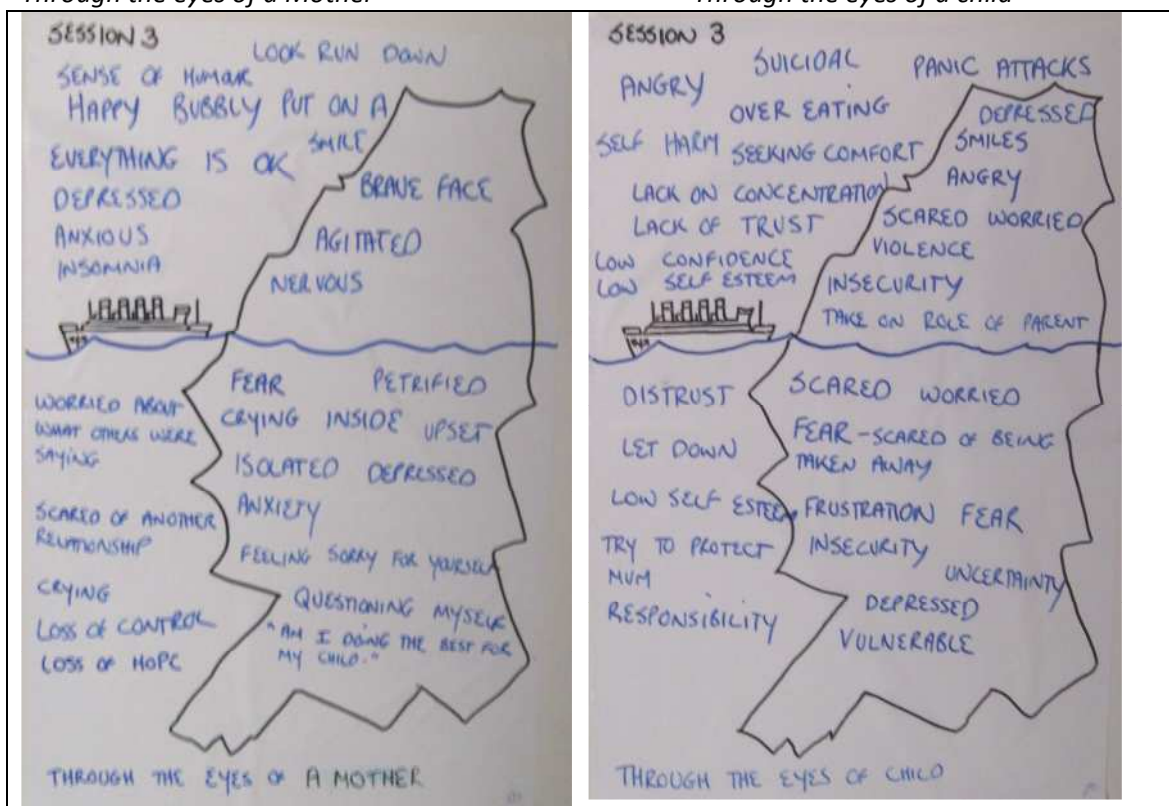 Through the eyes of a Mother
Through the eyes of a child
SESSION 3
LOOK RUN DOWN
SENSE OF HUMOUR
HAPPY BUBBLY PUT ON A
SMILE
EVERYTHING IS OK
BRAVE FACE
DEPRESSED
ANXIOUS
AGITATED
INSOMNIA
NERVOUS
FEAR PETRIFIED
WORRIED ABOUT
WHAT OTHERS WERE
SAYING
CRYING INSIDE UPSET
ISOLATED DEPRESSED
ANXIETY
SCARED OF ANOTHER
RELATIONSHIP
FEELING SORRY FOR YOURSELF
CRYING
LOSS OF CONTROL
LOSS OF HOPE
QUESTIONING MYSELF
"AM I DOING THE BEST FOR
MY CHILD."
THROUGH THE EYES OF A MOTHER
SESSION 3
SUICIDAL
PANIC ATTACKS
ANGRY
OVER EATING
DEPRESSED
SELF HARM SEEKING COMFORT
SMILES
LACK ON CONCENTRATION
ANGRY
LACK OF TRUST
SCARED WORRIED
VIOLENCE
LOW CONFIDENCE
LOW SELF ESTEEM
INSECURITY
TAKE ON ROLE OF PARENT
DISTRUST
SCARED WORRIED
LET DOWN
FEAR - SCARED OF BEING
TAKEN AWAY
LOW SELF ESTEEM
FRUSTRATION FEAR
TRY TO PROTECT
MUM
INSECURITY
UNCERTAINTY
RESPONSIBILITY
DEPRESSED
VULNERABLE
THROUGH THE EYES OF CHILD